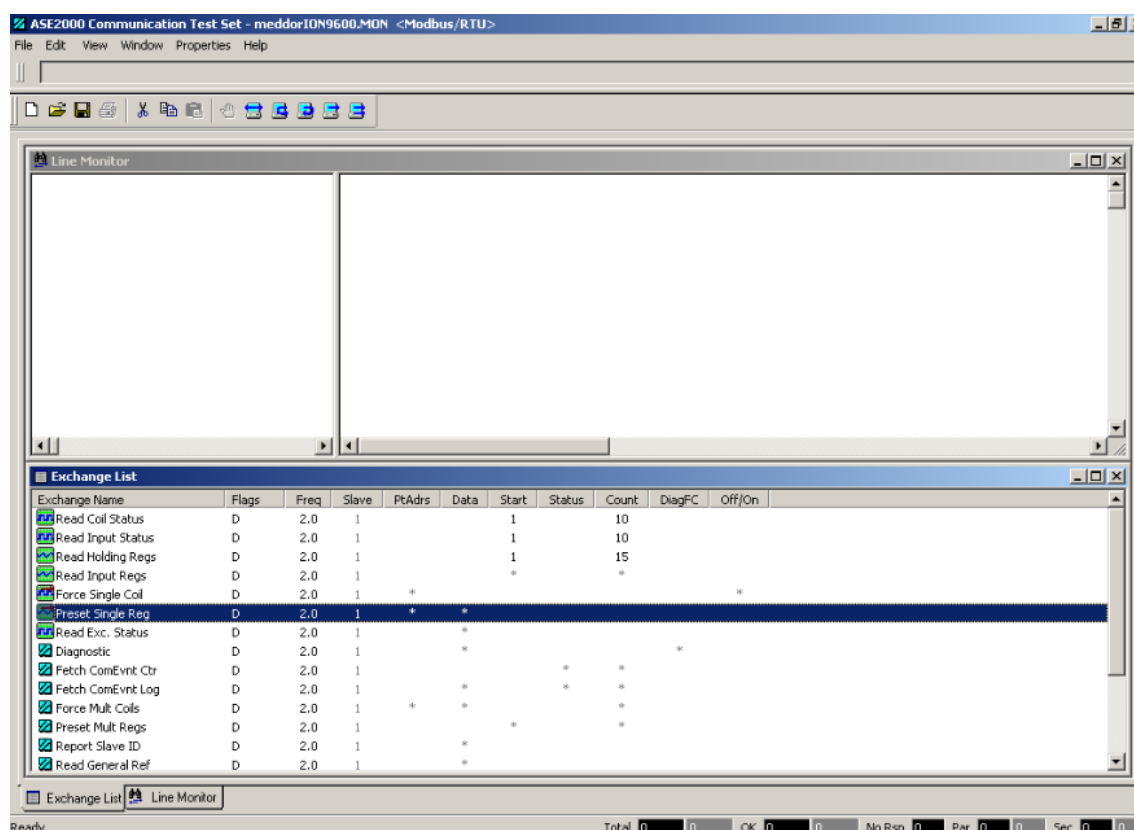 ASE2000 Communication Test Set - meddorION9600.MON <Modbus/RTU>
File Edit View Window Properties Help
Line Monitor
Exchange List
Exchange Name Flags Freq Slave PtAdrs Data Start Status Count DiagFC Off/On
Read Coil Status D 2.0 1 1 10
Read Input Status D 2.0 1 1 10
Read Holding Regs D 2.0 1 1 15
Read Input Regs D 2.0 1 * *
Force Single Coil D 2.0 1 * *
Preset Single Reg D 2.0 1 * *
Read Exc. Status D 2.0 1 *
Diagnostic D 2.0 1 * *
Fetch ComEvnt Ctr D 2.0 1 * *
Fetch ComEvnt Log D 2.0 1 * * *
Force Mult Coils D 2.0 1 * * *
Preset Mult Regs D 2.0 1 * *
Report Slave ID D 2.0 1 *
Read General Ref D 2.0 1 *
Exchange List Line Monitor
Ready Total 0 0 OK 0 0 No Rsp 0 Par 0 0 Sec 0 0